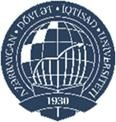 AZƏRBAYCAN DÖVLƏT İQTİSAD UNİVERSİTETİ
1930